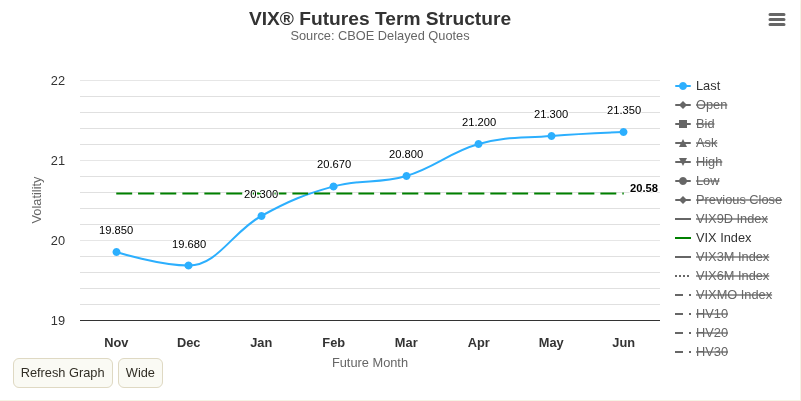 VIX® Futures Term Structure
Source: CBOE Delayed Quotes
Volatility
22
21
20
19
19.850
19.680
20.300
20.670
20.800
21.200
21.300
21.350
20.58
Nov Dec Jan Feb Mar Apr May Jun
Future Month
Last
Open
Bid
Ask
High
Low
Previous Close
VIX9D Index
VIX Index
VIX3M Index
VIX6M Index
VIXMO Index
HV10
HV20
HV30
Refresh Graph Wide